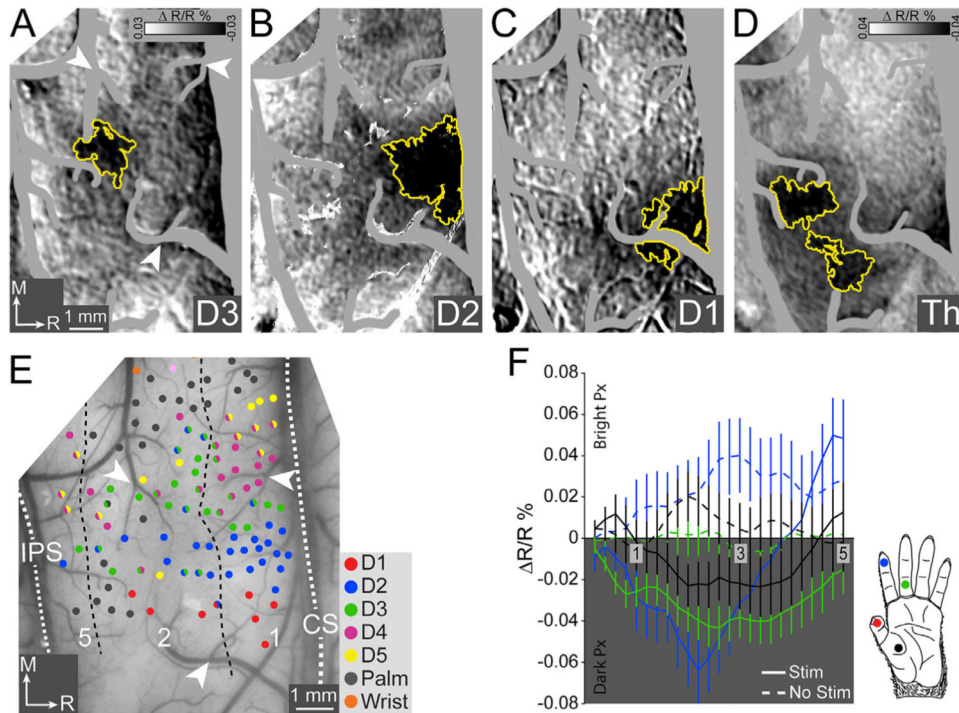 A
Δ R/R %
0.03
-0.03
M
R
1 mm
D3
B
D2
C
D1
D
Δ R/R %
0.04
-0.04
Th
E
IPS
5
2
1
CS
M
R
1 mm
D1
D2
D3
D4
D5
Palm
Wrist
F
ΔR/R %
0.08
0.06
0.04
0.02
0
-0.02
-0.04
-0.06
-0.08
Bright Px
Dark Px
1
3
5
Stim
No Stim